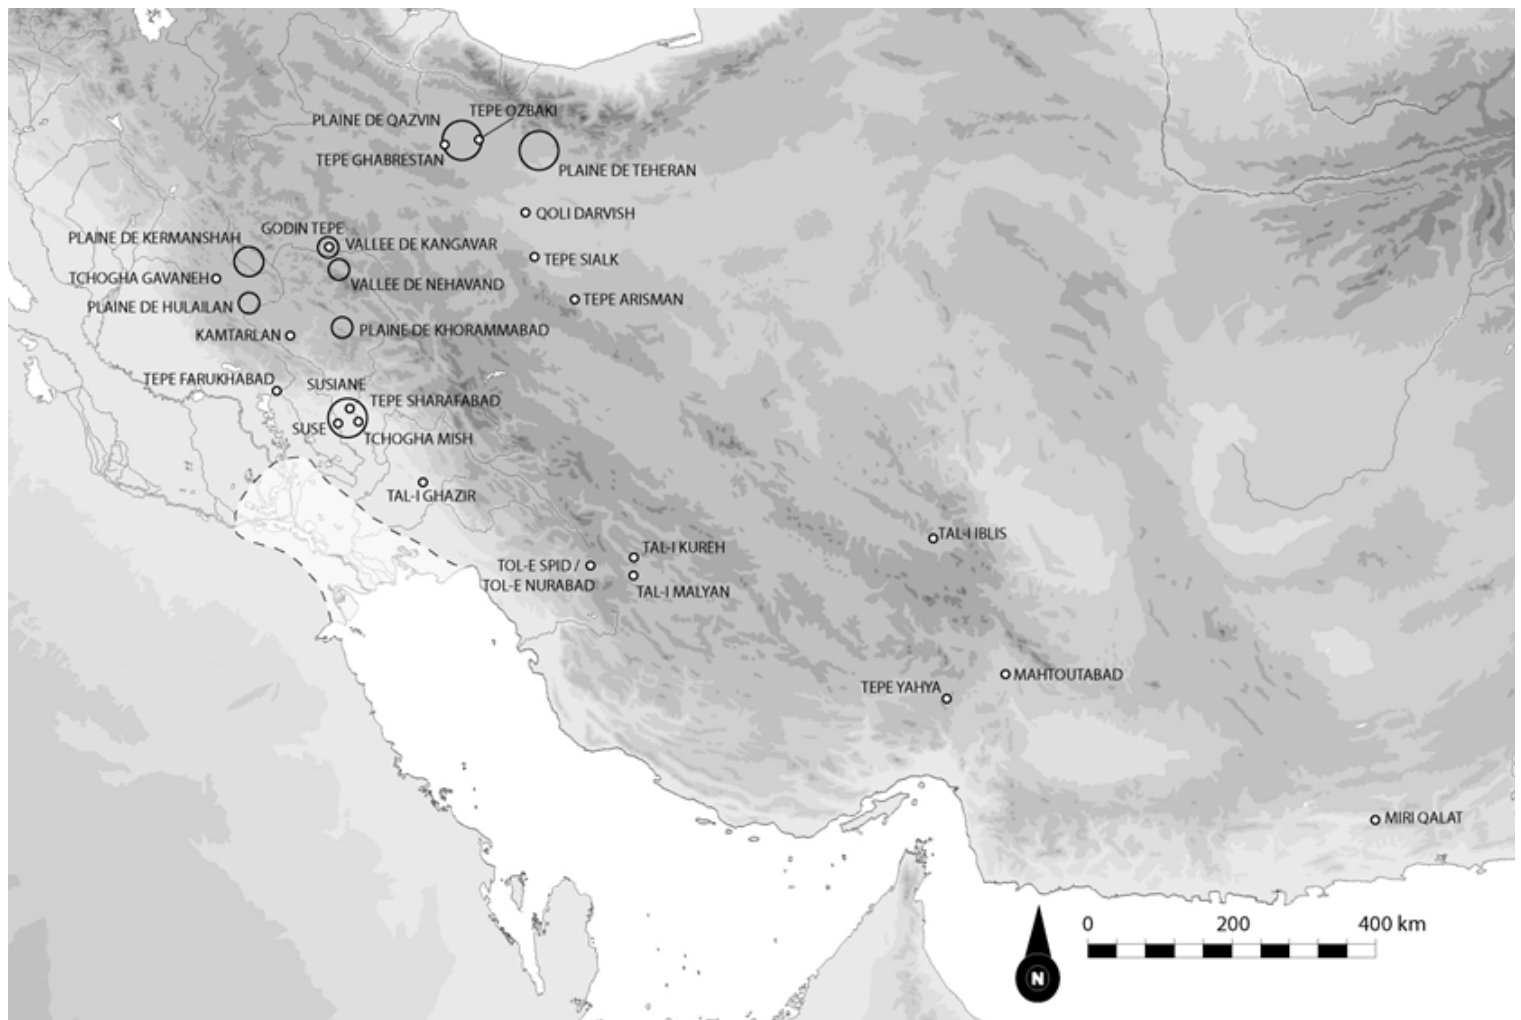 TEPE OZBAKI
PLAINE DE QAZVIN
TEPE GHABRESTAN
PLAINE DE TEHERAN
QOLI DARVISH
GODIN TEPE
PLAINE DE KERMANSHAH
VALLEE DE KANGAVAR
TEPE SIALK
TCHOGHA GAVANEH
VALLEE DE NEHAVAND
TEPE ARISMAN
PLAINE DE HULAILAN
KAMTARLAN
PLAINE DE KHORAMMABAD
TEPE FARUKHABAD
SUSIANE
TEPE SHARAFABAD
SUSE
TCHOGHA MISH
TAL-I GHAZIR
TAL-I IBLIS
TAL-I KUREH
TOL-E SPID /
TOL-E NURABAD
TAL-I MALYAN
MAHTOUTABAD
TEPE YAHYA
MIRI QALAT
0 200 400 km
N